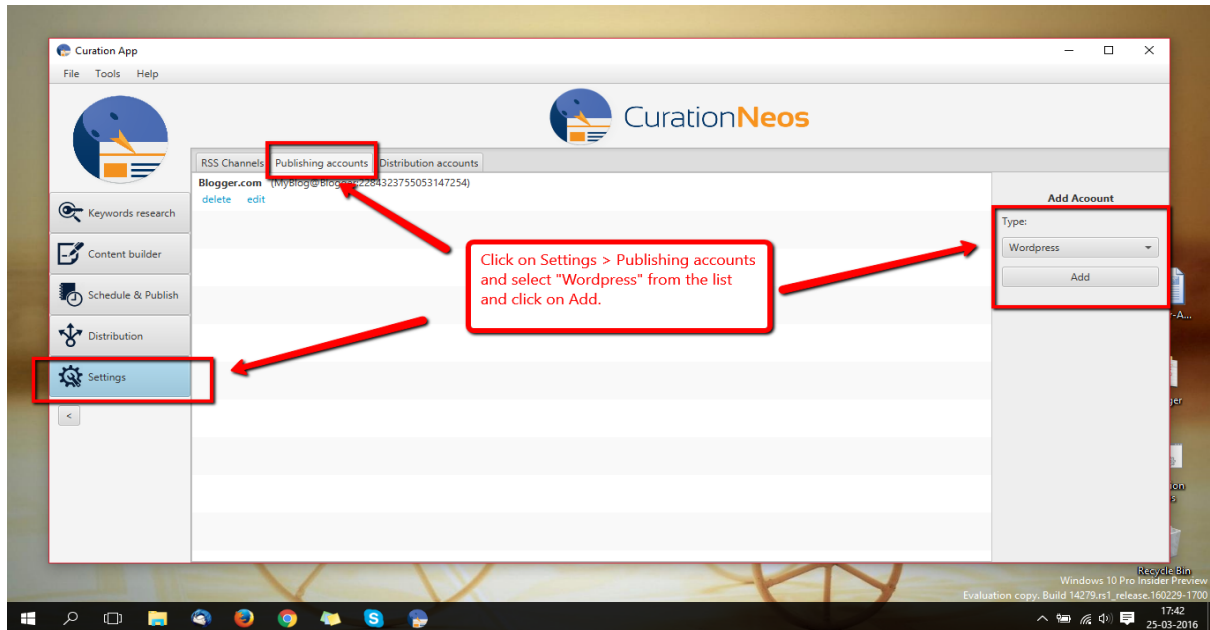 Curation App
File Tools Help
CurationNeos
RSS Channels Publishing accounts Distribution accounts
Blogger.com (MyBlog@Blogger:2284323755053147254)
delete edit
Keywords research
Content builder
Schedule & Publish
Distribution
Settings
<
Click on Settings > Publishing accounts
and select "Wordpress" from the list
and click on Add.
Add Acoount
Type:
Wordpress
Add
Recycle Bin
Windows 10 Pro Insider Preview
Evaluation copy. Build 14279.rs1_release.160229-1700
17:42
25-03-2016